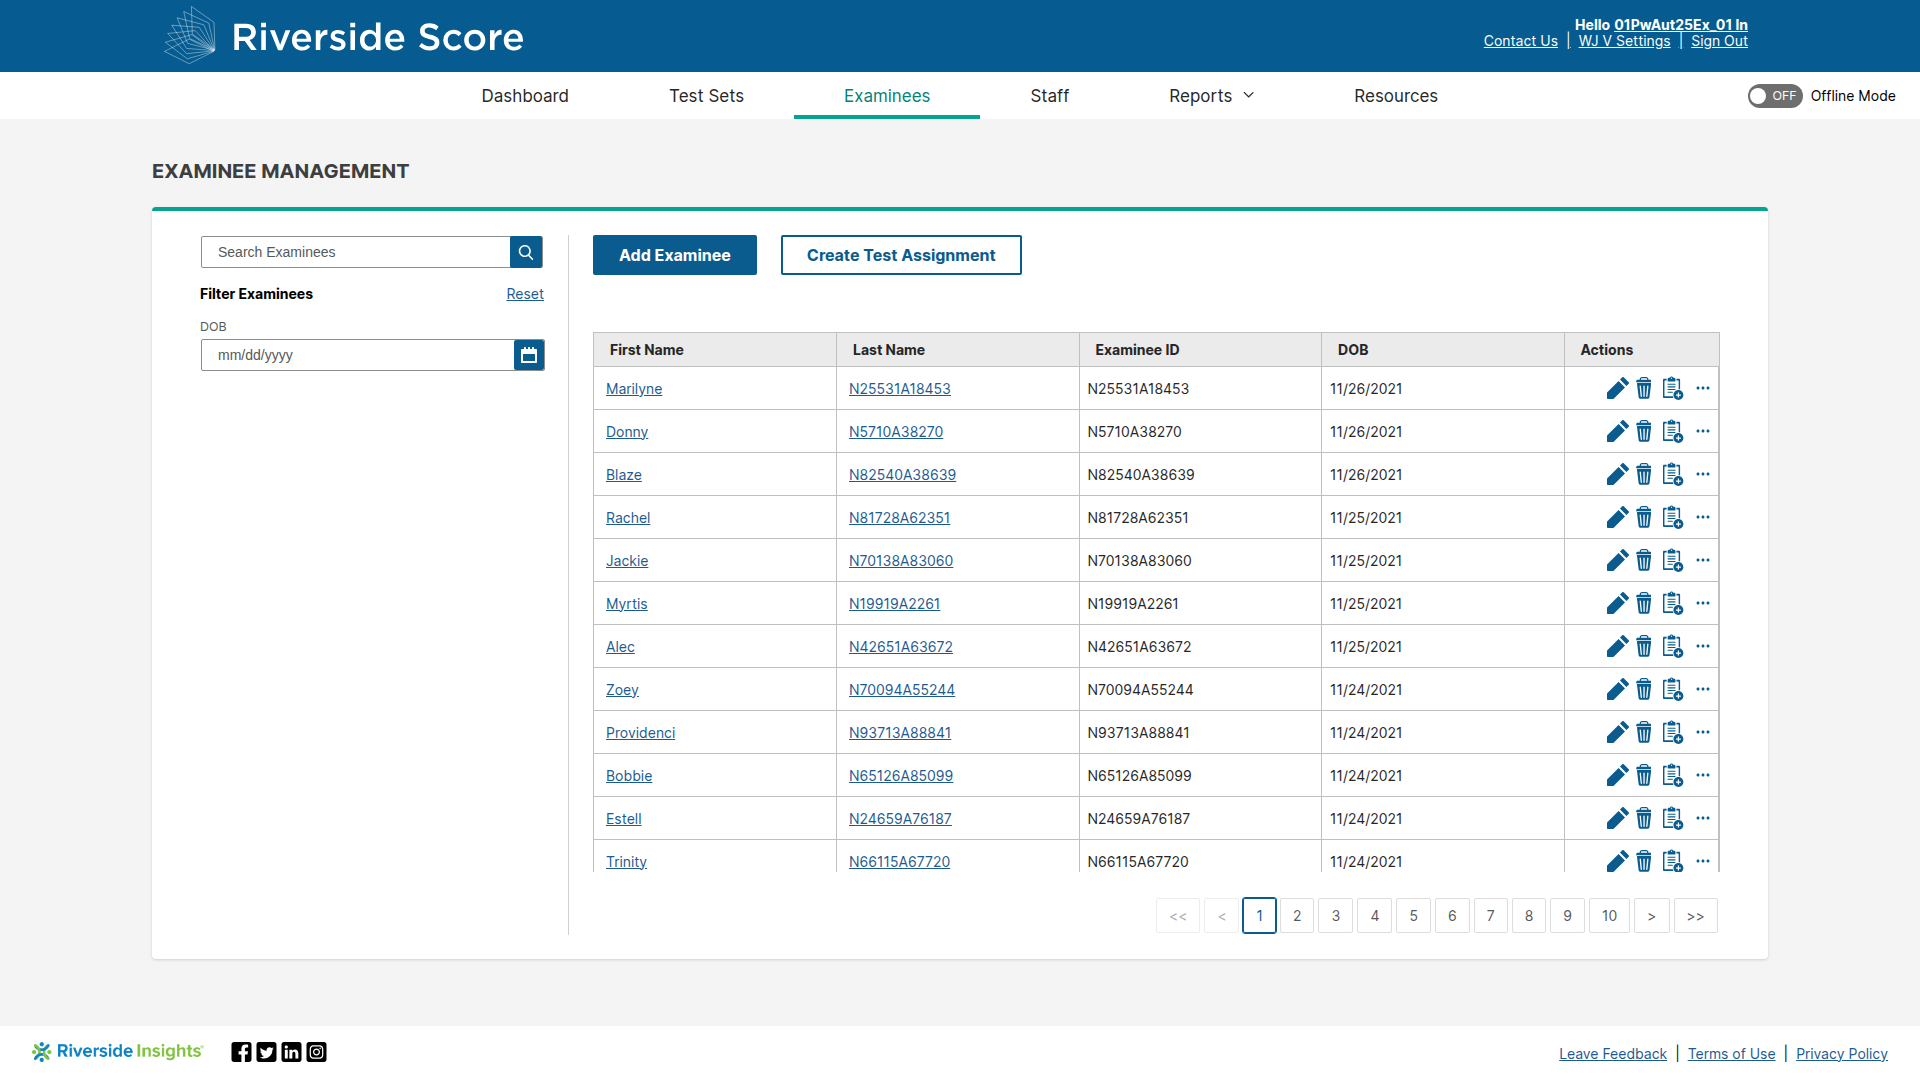 Riverside Score
Hello 01PwAut25Ex_01 In
Contact Us | WJ V Settings | Sign Out
Dashboard Test Sets Examinees Staff Reports Resources
OFF Offline Mode
EXAMINEE MANAGEMENT
Search Examinees
Filter Examinees Reset
DOB
mm/dd/yyyy
Add Examinee Create Test Assignment
First Name Last Name Examinee ID DOB Actions
Marilyne N25531A18453 N25531A18453 11/26/2021
Donny N5710A38270 N5710A38270 11/26/2021
Blaze N82540A38639 N82540A38639 11/26/2021
Rachel N81728A62351 N81728A62351 11/25/2021
Jackie N70138A83060 N70138A83060 11/25/2021
Myrtis N19919A2261 N19919A2261 11/25/2021
Alec N42651A63672 N42651A63672 11/25/2021
Zoey N70094A55244 N70094A55244 11/24/2021
Providenci N93713A88841 N93713A88841 11/24/2021
Bobbie N65126A85099 N65126A85099 11/24/2021
Estell N24659A76187 N24659A76187 11/24/2021
Trinity N66115A67720 N66115A67720 11/24/2021
<< < 1 2 3 4 5 6 7 8 9 10 > >>
Riverside Insights
Leave Feedback | Terms of Use | Privacy Policy